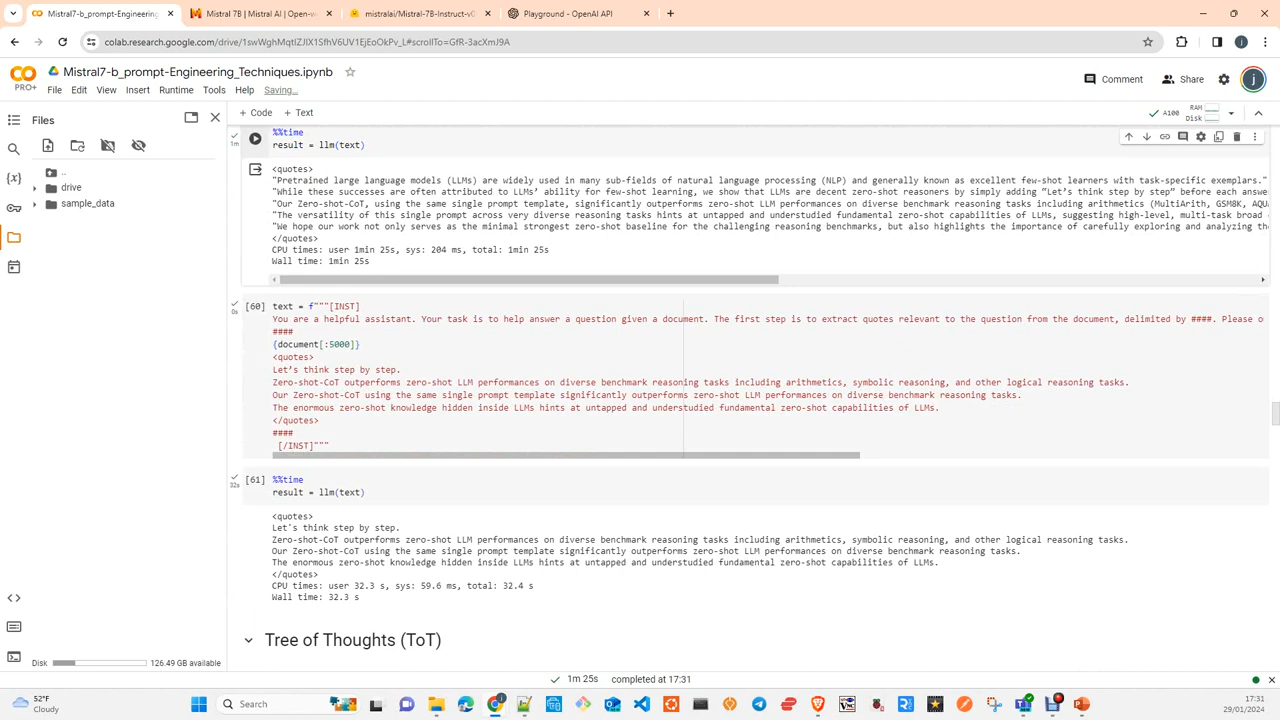 Mistral7-b_prompt-Engineering_
Mistral 7B | Mistral AI | Open-w
mistralai/Mistral-7B-Instruct-v0
Playground - OpenAI API
colab.research.google.com/drive/1swWghMqtIZJIX1SfhV6UV1EjEoOkPv_L#scrollTo=GfR-3acXmJ9A
Mistral7-b_prompt-Engineering_Techniques.ipynb
PRO+
File Edit View Insert Runtime Tools Help Saving...
Comment
Share
j
Files
+ Code + Text
A100
RAM
Disk
..
drive
sample_data
1m
%%time
result = llm(text)
<quotes>
"Pretrained large language models (LLMs) are widely used in many sub-fields of natural language processing (NLP) and generally known as excellent few-shot learners with task-specific exemplars."
"While these successes are often attributed to LLMs’ ability for few-shot learning, we show that LLMs are decent zero-shot reasoners by simply adding “Let’s think step by step” before each answer
"Our Zero-shot-CoT, using the same single prompt template, significantly outperforms zero-shot LLM performances on diverse benchmark reasoning tasks including arithmetics (MultiArith, GSM8K, AQUA
"The versatility of this single prompt across very diverse reasoning tasks hints at untapped and understudied fundamental zero-shot capabilities of LLMs, suggesting high-level, multi-task broad
"We hope our work not only serves as the minimal strongest zero-shot baseline for the challenging reasoning benchmarks, but also highlights the importance of carefully exploring and analyzing the
</quotes>
CPU times: user 1min 25s, sys: 204 ms, total: 1min 25s
Wall time: 1min 25s
[60] text = f"""[INST]
0s
You are a helpful assistant. Your task is to help answer a question given a document. The first step is to extract quotes relevant to the question from the document, delimited by ####. Please
####
{document[:5000]}
<quotes>
Let’s think step by step.
Zero-shot-CoT outperforms zero-shot LLM performances on diverse benchmark reasoning tasks including arithmetics, symbolic reasoning, and other logical reasoning tasks.
Our Zero-shot-CoT using the same single prompt template significantly outperforms zero-shot LLM performances on diverse benchmark reasoning tasks.
The enormous zero-shot knowledge hidden inside LLMs hints at untapped and understudied fundamental zero-shot capabilities of LLMs.
</quotes>
####
[/INST]"""
[61] %%time
32s
result = llm(text)
<quotes>
Let's think step by step.
Zero-shot-CoT outperforms zero-shot LLM performances on diverse benchmark reasoning tasks including arithmetics, symbolic reasoning, and other logical reasoning tasks.
Our Zero-shot-CoT using the same single prompt template significantly outperforms zero-shot LLM performances on diverse benchmark reasoning tasks.
The enormous zero-shot knowledge hidden inside LLMs hints at untapped and understudied fundamental zero-shot capabilities of LLMs.
</quotes>
CPU times: user 32.3 s, sys: 59.6 ms, total: 32.4 s
Wall time: 32.3 s
Tree of Thoughts (ToT)
Disk 126.49 GB available
1m 25s completed at 17:31
52°F
Cloudy
Search
17:31
29/01/2024